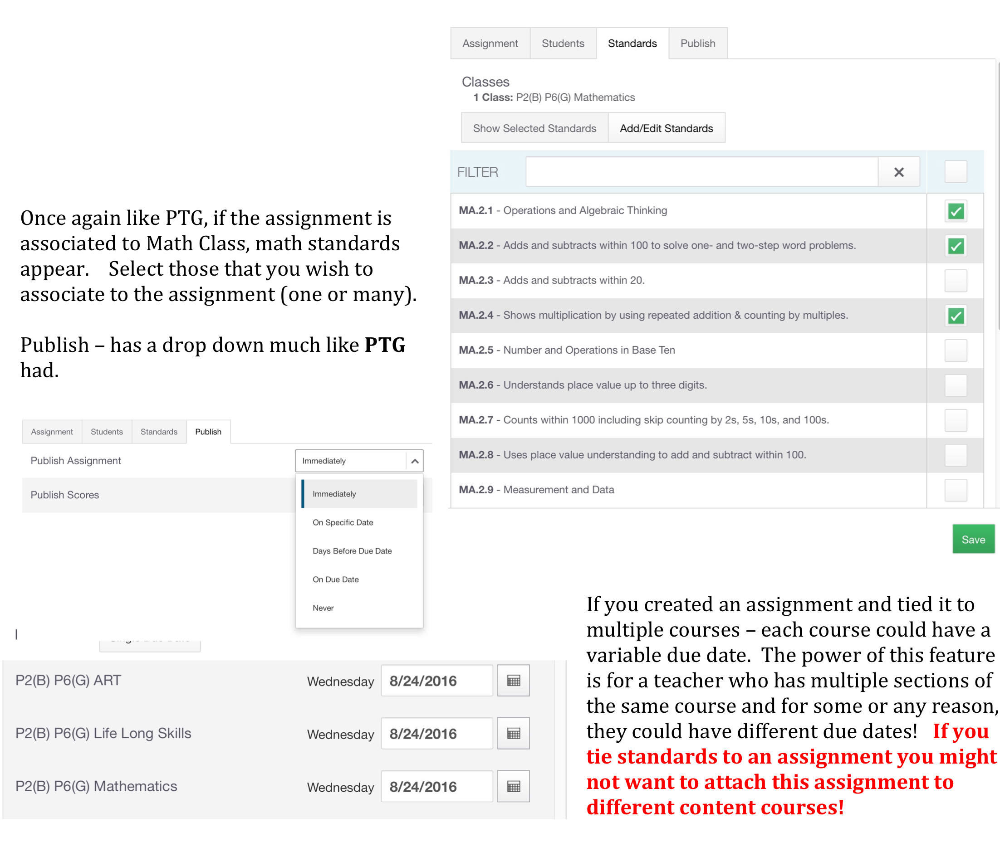 Assignment Students Standards Publish
Classes
1 Class: P2(B) P6(G) Mathematics
Show Selected Standards Add/Edit Standards
FILTER
MA.2.1 - Operations and Algebraic Thinking
MA.2.2 - Adds and subtracts within 100 to solve one- and two-step word problems.
MA.2.3 - Adds and subtracts within 20.
MA.2.4 - Shows multiplication by using repeated addition & counting by multiples.
MA.2.5 - Number and Operations in Base Ten
MA.2.6 - Understands place value up to three digits.
MA.2.7 - Counts within 1000 including skip counting by 2s, 5s, 10s, and 100s.
MA.2.8 - Uses place value understanding to add and subtract within 100.
MA.2.9 - Measurement and Data
Save
Once again like PTG, if the assignment is
associated to Math Class, math standards
appear. Select those that you wish to
associate to the assignment (one or many).
Publish – has a drop down much like PTG
had.
Assignment Students Standards Publish
Publish Assignment Immediately
Publish Scores
Immediately
On Specific Date
Days Before Due Date
On Due Date
Never
P2(B) P6(G) ART Wednesday 8/24/2016
P2(B) P6(G) Life Long Skills Wednesday 8/24/2016
P2(B) P6(G) Mathematics Wednesday 8/24/2016
If you created an assignment and tied it to
multiple courses – each course could have a
variable due date. The power of this feature
is for a teacher who has multiple sections of
the same course and for some or any reason,
they could have different due dates! If you
tie standards to an assignment you might
not want to attach this assignment to
different content courses!